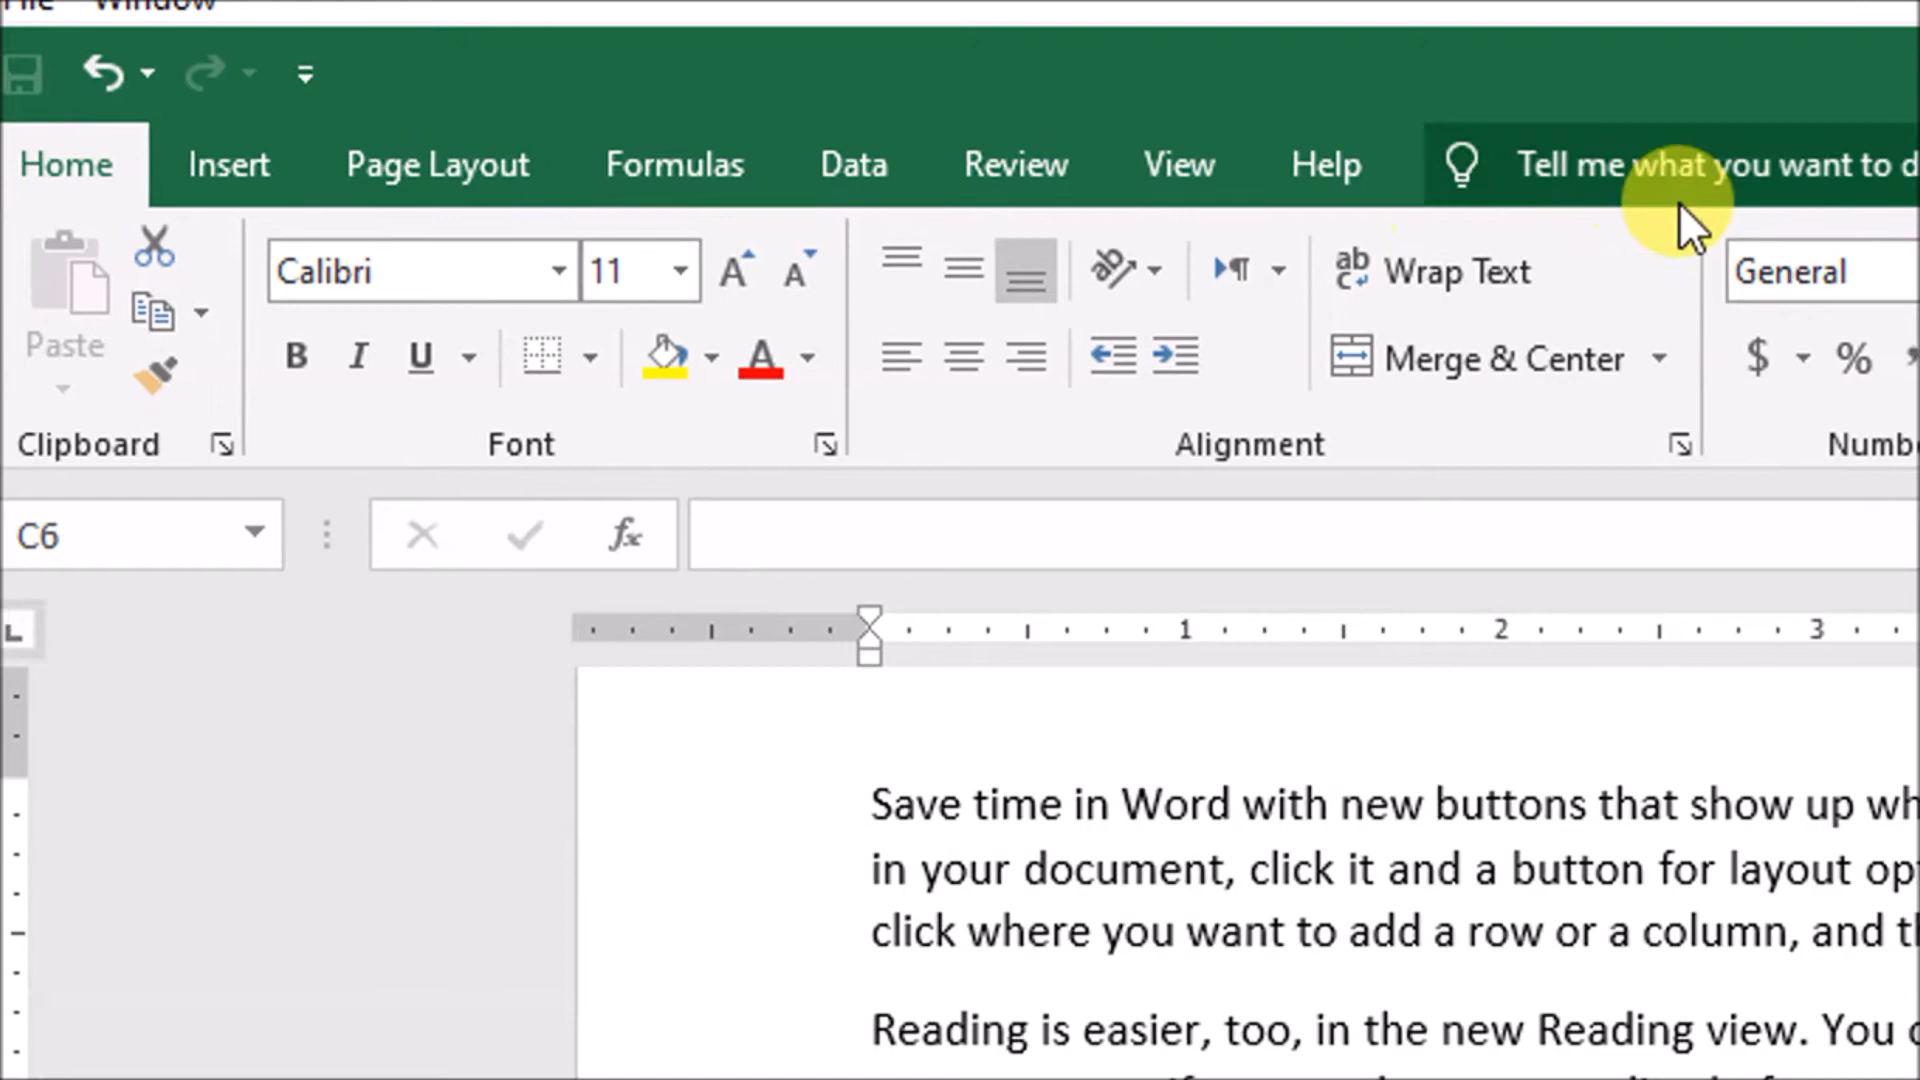 File Window
Home Insert Page Layout Formulas Data Review View Help Tell me what you want to d
Calibri 11 Wrap Text General
Paste B I U A Merge & Center $ %
Clipboard Font Alignment Numbe
C6 fx
1 2 3
Save time in Word with new buttons that show up wh
in your document, click it and a button for layout opt
click where you want to add a row or a column, and th
Reading is easier, too, in the new Reading view. You c